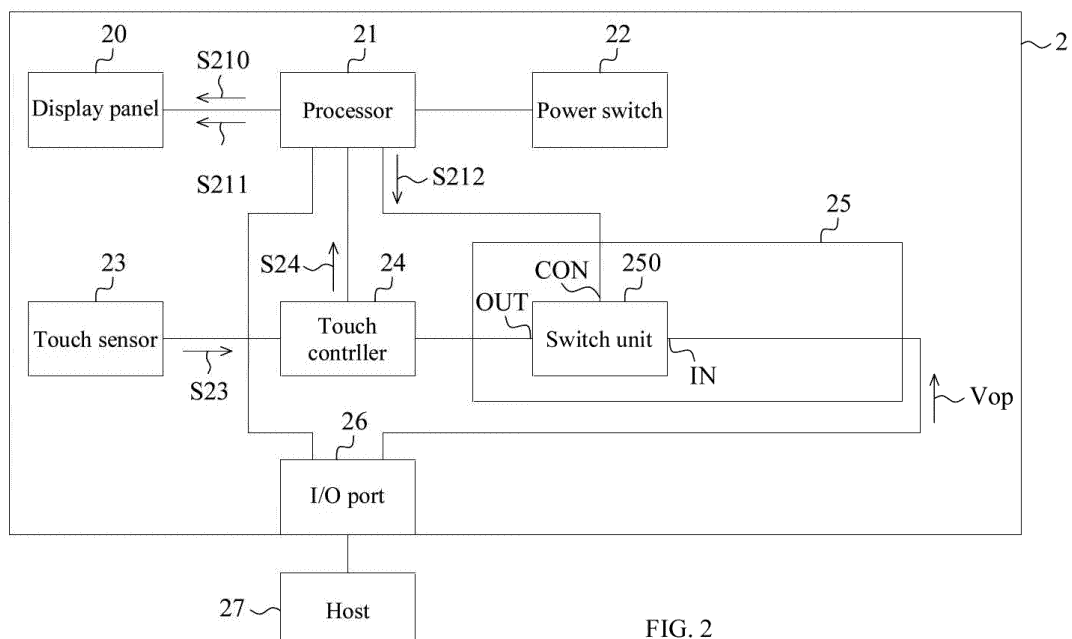 20
21
22
2
S210
Display panel
Processor
Power switch
S211
S212
25
23
S24
24
CON
250
OUT
Touch sensor
Touch
contrller
Switch unit
S23
IN
Vop
26
I/O port
27
Host
FIG. 2